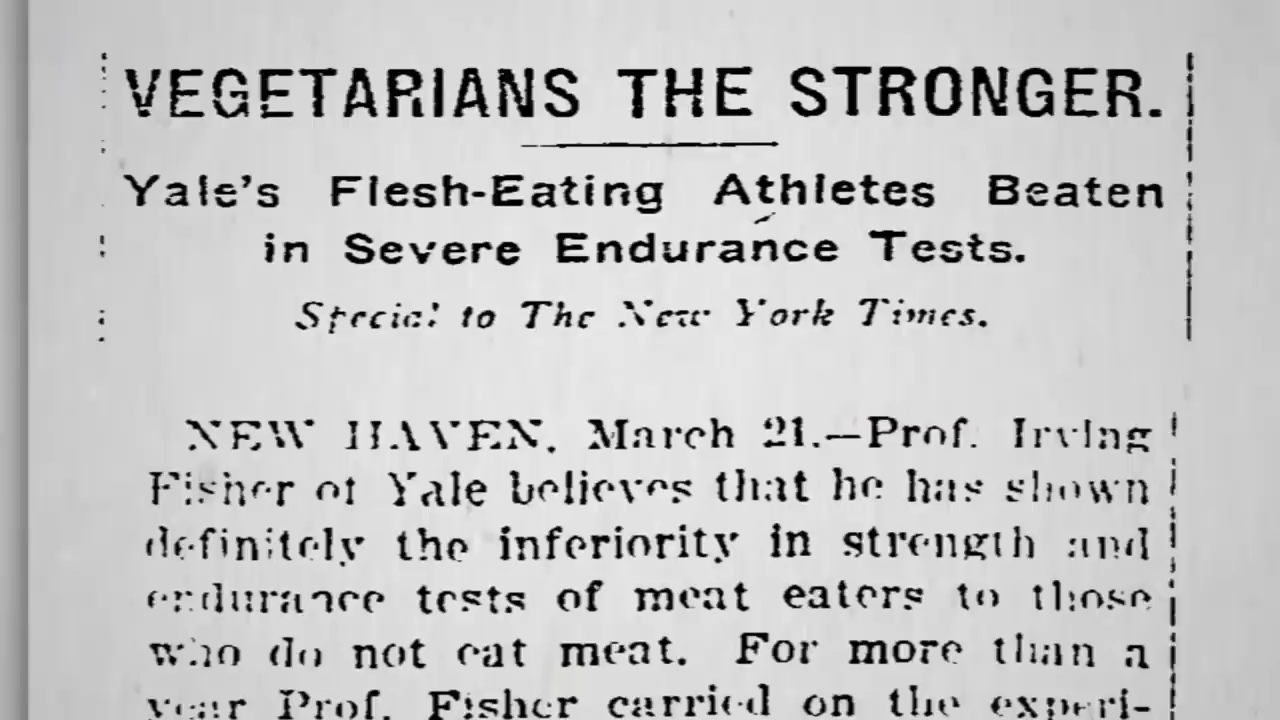 VEGETARIANS THE STRONGER.
Yale's Flesh-Eating Athletes Beaten
in Severe Endurance Tests.
Special to The New York Times.
NEW HAVEN, March 21.—Prof. Irving
Fisher of Yale believes that he has shown
definitely the inferiority in strength and
endurance tests of meat eaters to those
who do not eat meat. For more than a
year Prof. Fisher carried on the experi-